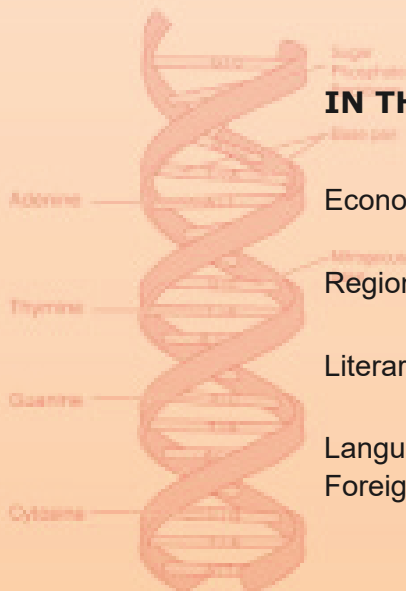 Sugar
Phosphate
IN TH
Base pair
Adenine
Econo
Region
Thymine
Literar
Guanine
Langu
Foreig
Cytosine